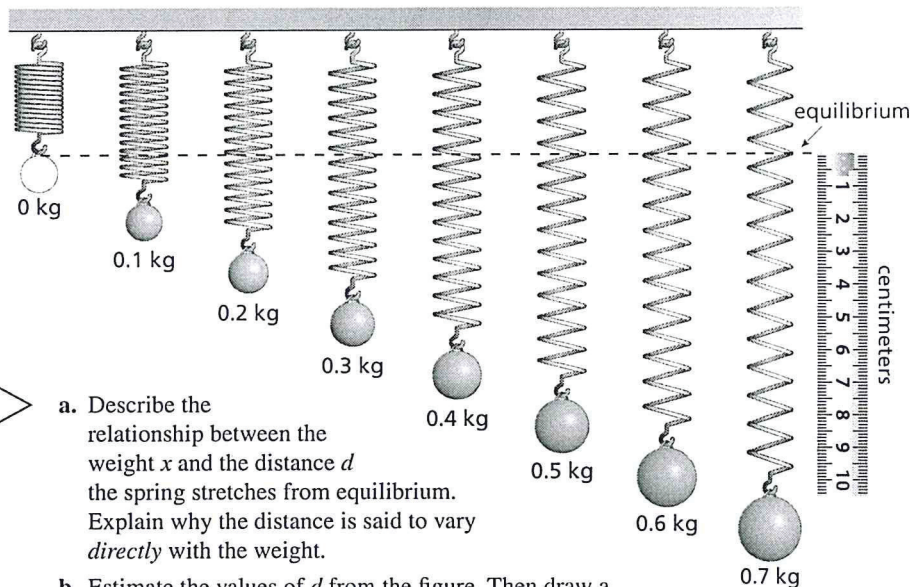 equilibrium
0 kg
0.1 kg
0.2 kg
0.3 kg
0.4 kg
0.5 kg
0.6 kg
0.7 kg
1 2 3 4 5 6 7 8 9 10
centimeters
a. Describe the
relationship between the
weight x and the distance d
the spring stretches from equilibrium.
Explain why the distance is said to vary
directly with the weight.
b. Estimate the values of d from the figure. Then draw a